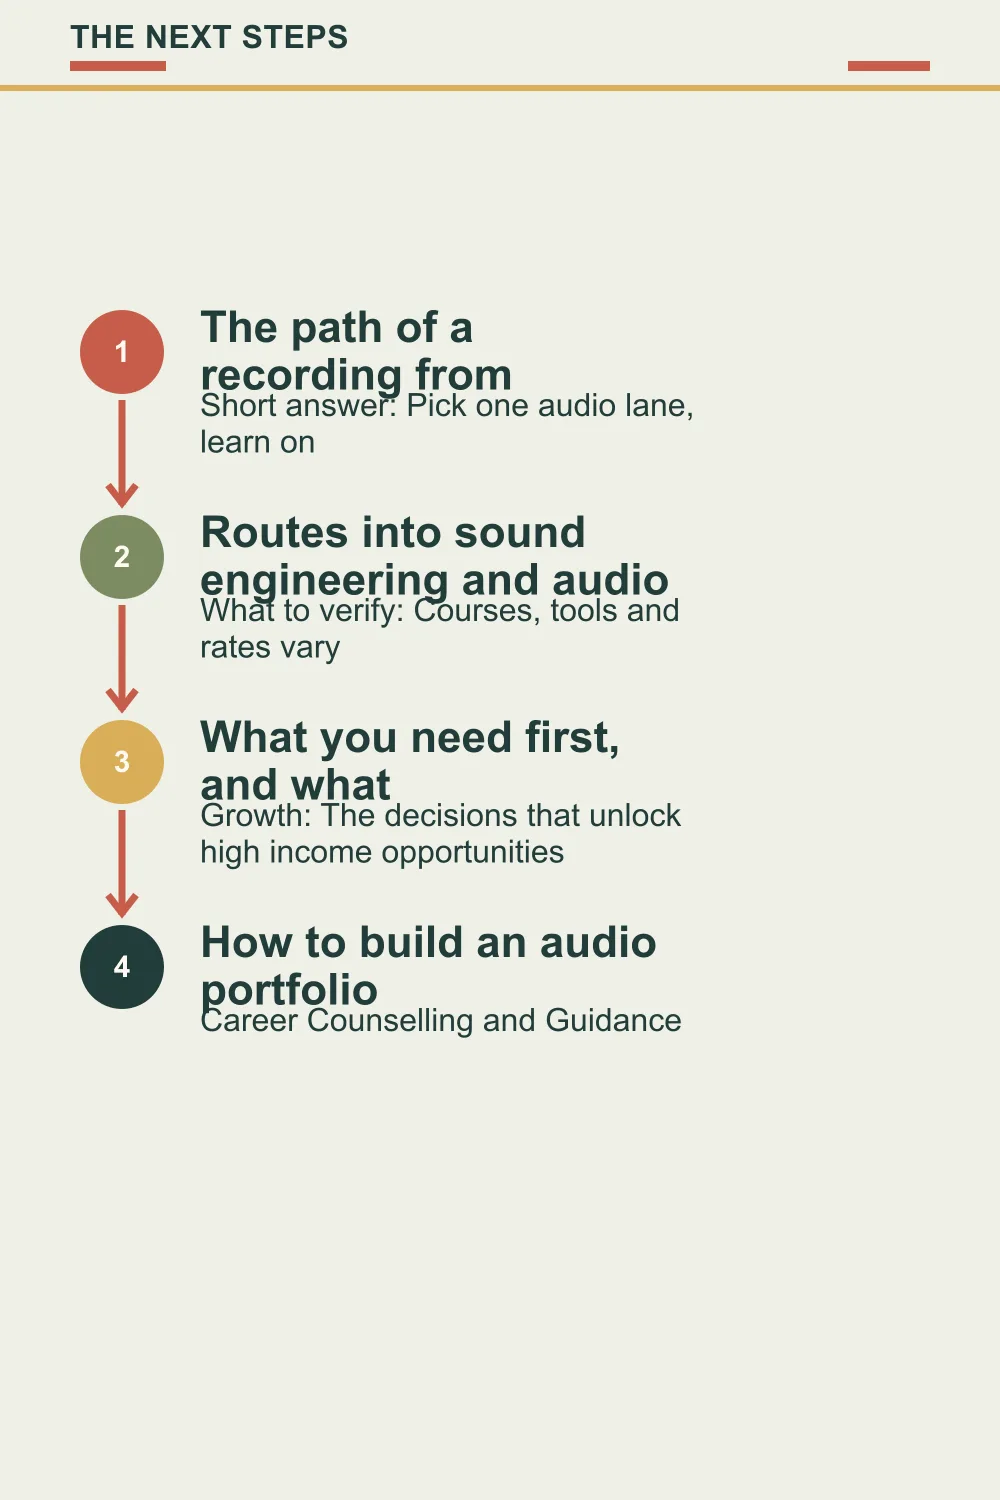 THE NEXT STEPS
1
The path of a
recording from
Short answer: Pick one audio lane,
learn on
2
Routes into sound
engineering and audio
What to verify: Courses, tools and
rates vary
3
What you need first,
and what
Growth: The decisions that unlock
high income opportunities
4
How to build an audio
portfolio
Career Counselling and Guidance